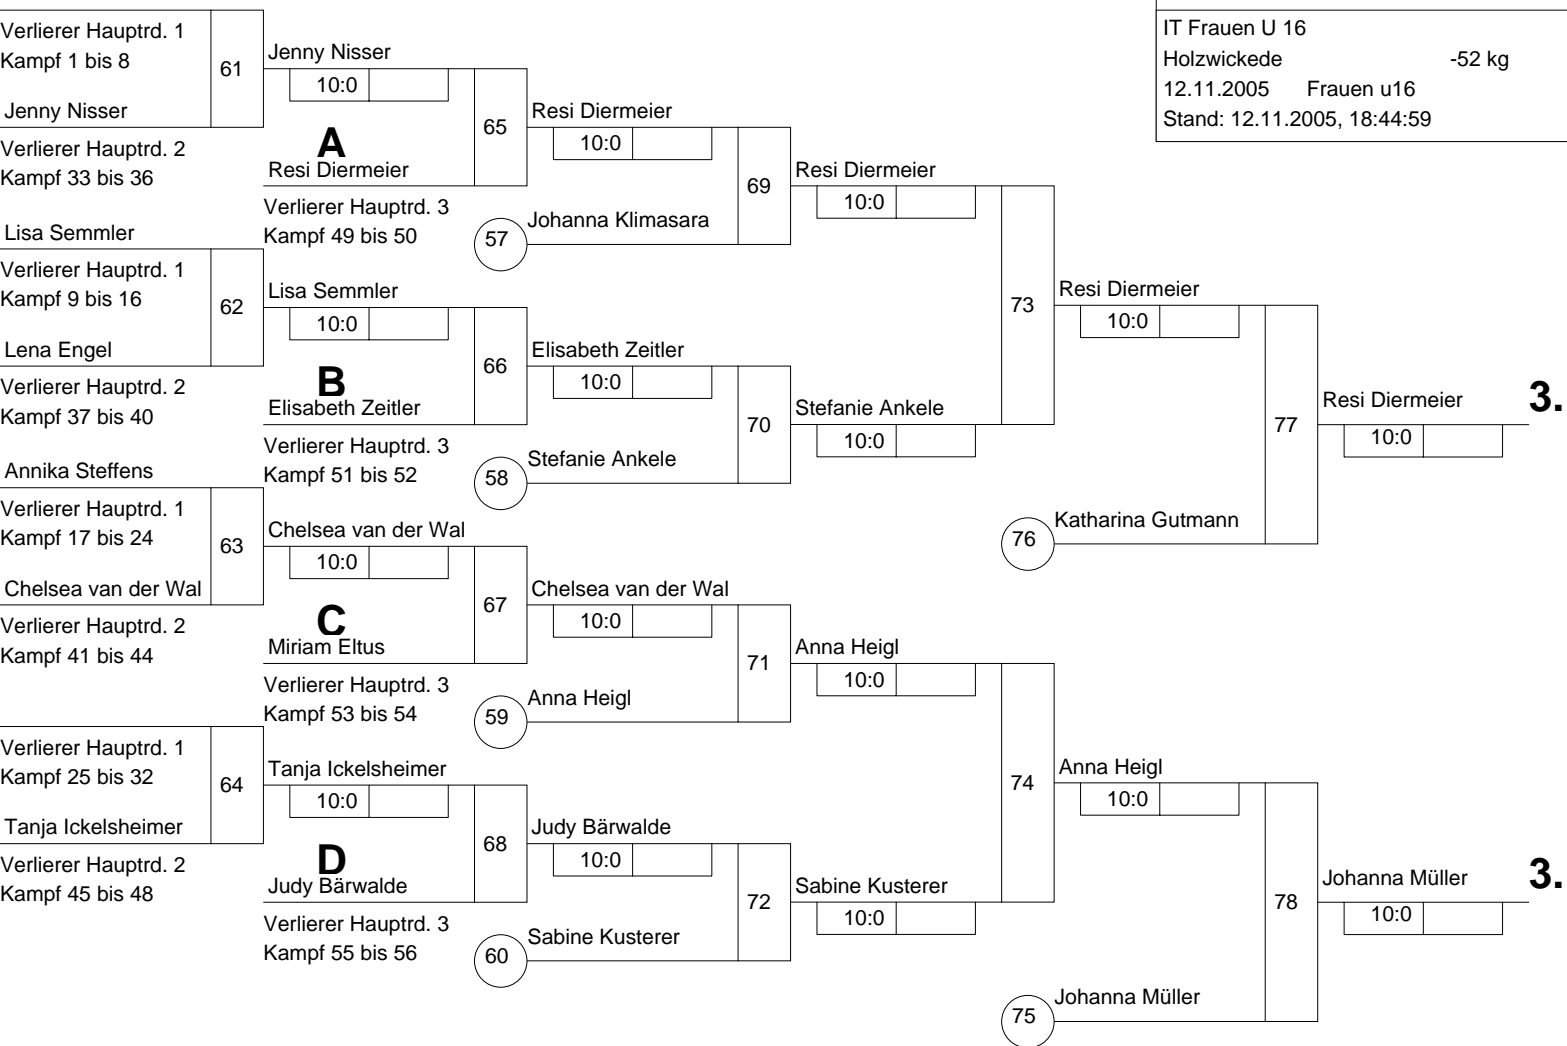 IT Frauen U 16
Holzwickede -52 kg
12.11.2005 Frauen u16
Stand: 12.11.2005, 18:44:59
Verlierer Hauptrd. 1
Kampf 1 bis 8
61
Jenny Nisser
Verlierer Hauptrd. 2
Kampf 33 bis 36
Lisa Semmler
Verlierer Hauptrd. 1
Kampf 9 bis 16
62
Lena Engel
Verlierer Hauptrd. 2
Kampf 37 bis 40
Annika Steffens
Verlierer Hauptrd. 1
Kampf 17 bis 24
63
Chelsea van der Wal
Verlierer Hauptrd. 2
Kampf 41 bis 44
Verlierer Hauptrd. 1
Kampf 25 bis 32
64
Tanja Ickelsheimer
Verlierer Hauptrd. 2
Kampf 45 bis 48
Jenny Nisser
10:0
A
65
Resi Diermeier
Verlierer Hauptrd. 3
Kampf 49 bis 50
Lisa Semmler
10:0
B
66
Elisabeth Zeitler
Verlierer Hauptrd. 3
Kampf 51 bis 52
Chelsea van der Wal
10:0
C
67
Miriam Eltus
Verlierer Hauptrd. 3
Kampf 53 bis 54
Tanja Ickelsheimer
10:0
D
68
Judy Bärwalde
Verlierer Hauptrd. 3
Kampf 55 bis 56
Resi Diermeier
10:0
69
57
Johanna Klimasara
Elisabeth Zeitler
10:0
70
58
Stefanie Ankele
Chelsea van der Wal
10:0
71
59
Anna Heigl
Judy Bärwalde
10:0
72
60
Sabine Kusterer
Resi Diermeier
10:0
73
Stefanie Ankele
10:0
Anna Heigl
10:0
74
Sabine Kusterer
10:0
Resi Diermeier
10:0
77
76
Katharina Gutmann
Anna Heigl
10:0
78
75
Johanna Müller
Resi Diermeier
3.
10:0
Johanna Müller
3.
10:0